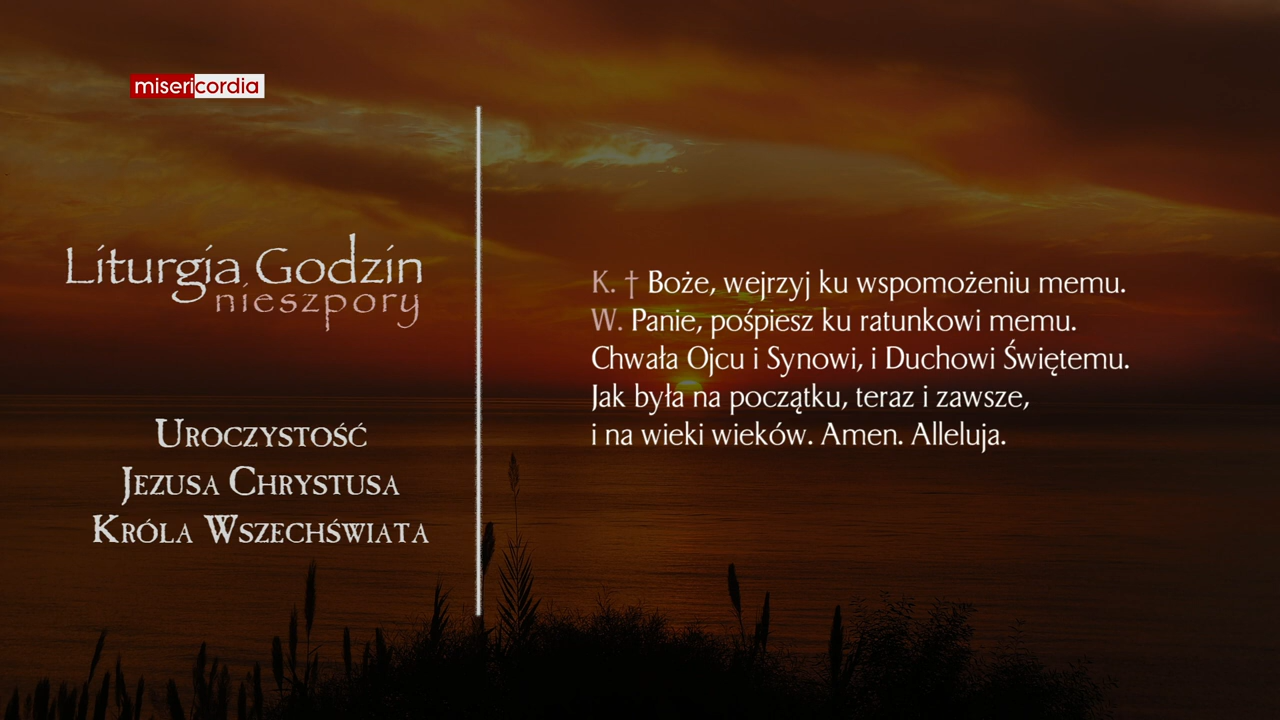 misericordia
Liturgia Godzin
nieszpory
Uroczystość
Jezusa Chrystusa
Króla Wszechświata
K. † Boże, wejrzyj ku wspomożeniu memu.
W. Panie, pośpiesz ku ratunkowi memu.
Chwała Ojcu i Synowi, i Duchowi Świętemu.
Jak była na początku, teraz i zawsze,
i na wieki wieków. Amen. Alleluja.